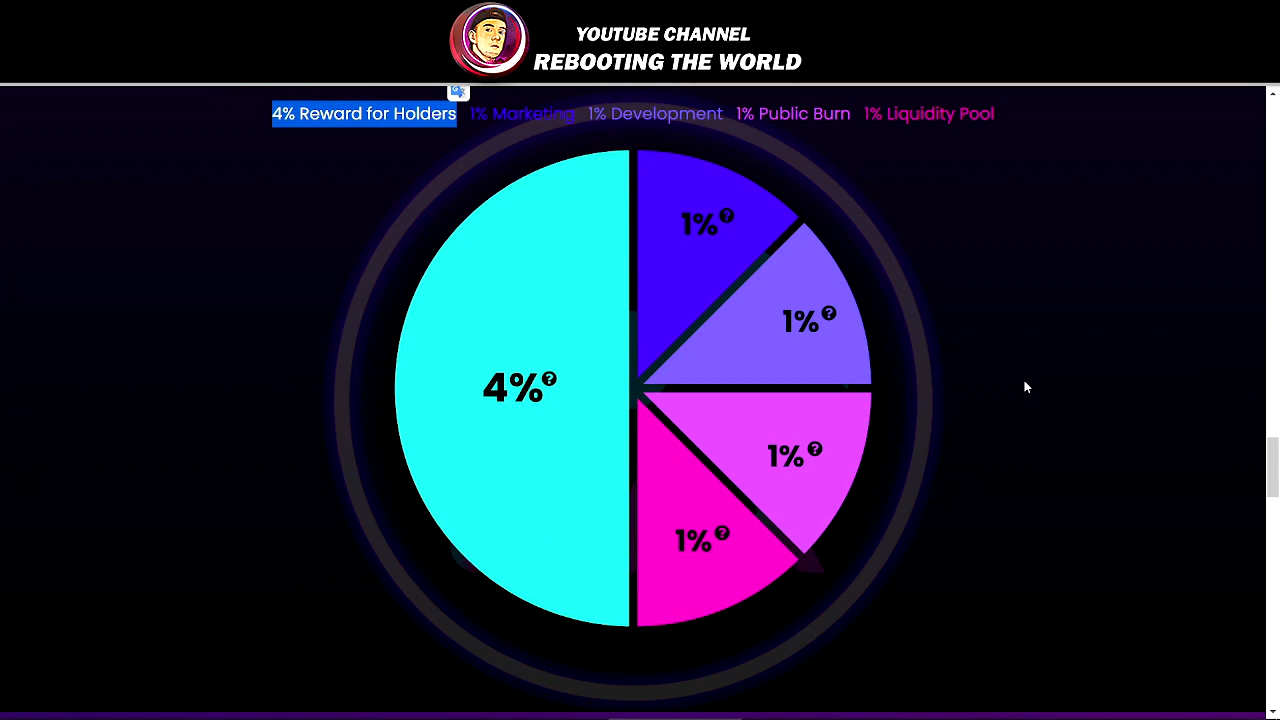 YOUTUBE CHANNEL
REBOOTING THE WORLD
4% Reward for Holders 1% Marketing 1% Development 1% Public Burn 1% Liquidity Pool
1%?
1%?
4%?
1%?
1%?